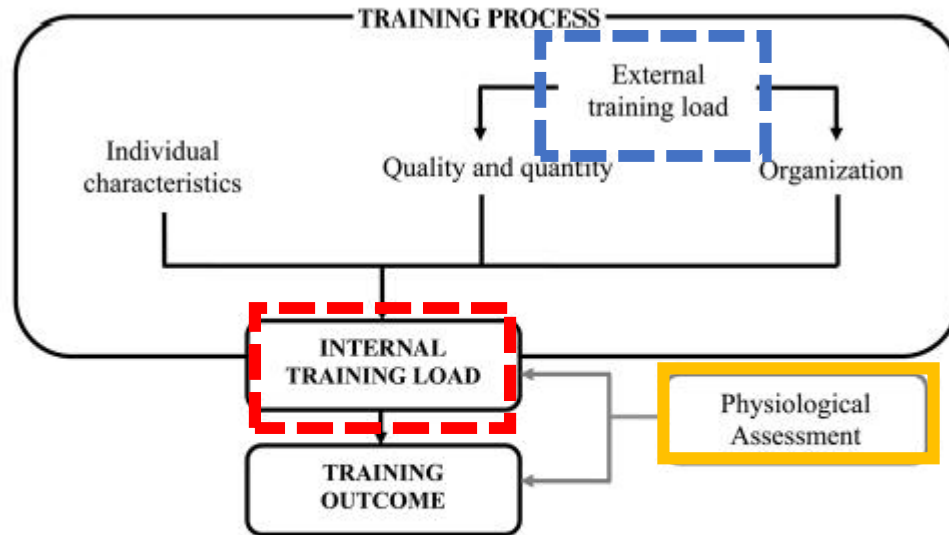 TRAINING PROCESS
External
training load
Individual
characteristics
Quality and quantity
Organization
INTERNAL
TRAINING LOAD
Physiological
Assessment
TRAINING
OUTCOME